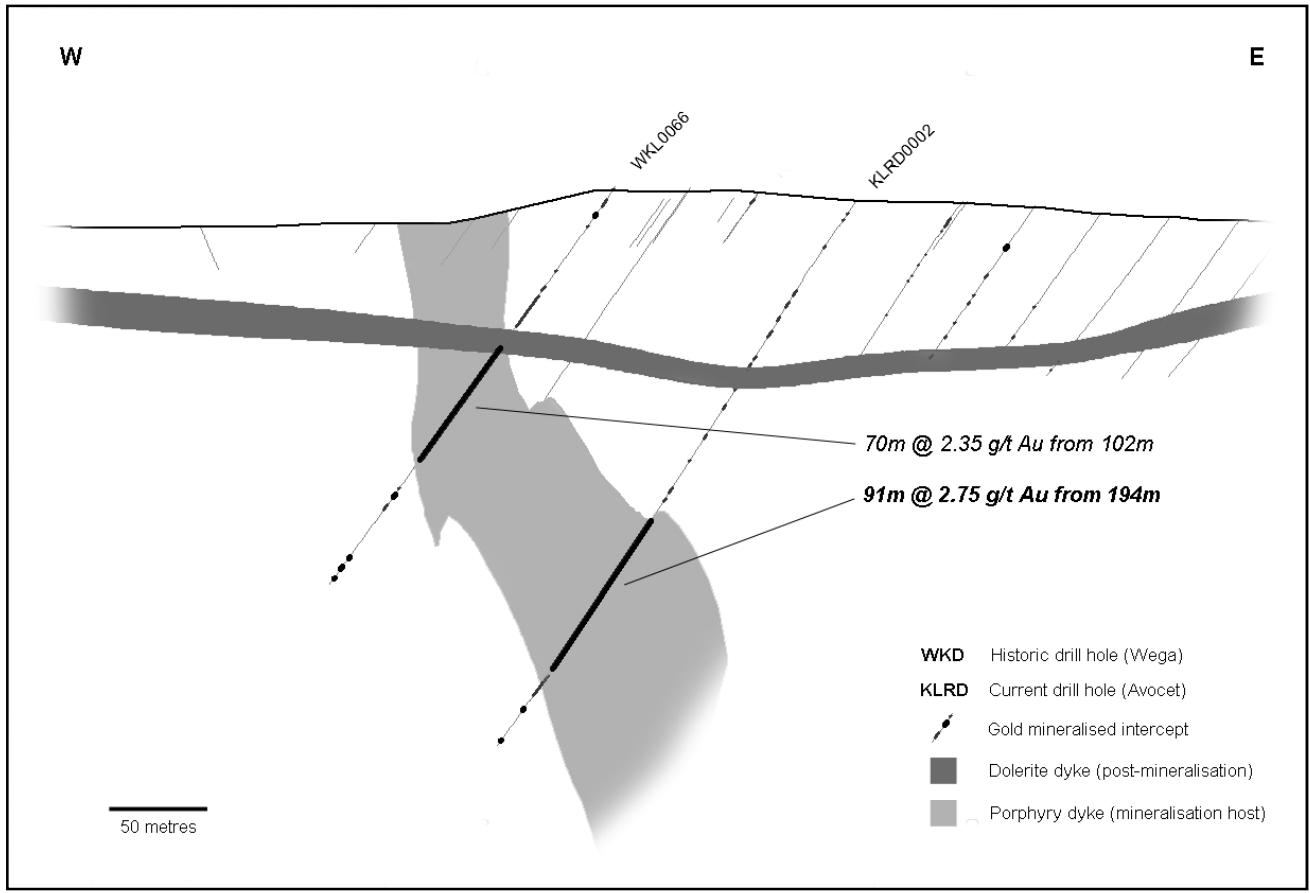 W
E
WKL0066
KLRD0002
70m @ 2.35 g/t Au from 102m
91m @ 2.75 g/t Au from 194m
WKD Historic drill hole (Wega)
KLRD Current drill hole (Avocet)
Gold mineralised intercept
Dolerite dyke (post-mineralisation)
Porphyry dyke (mineralisation host)
50 metres